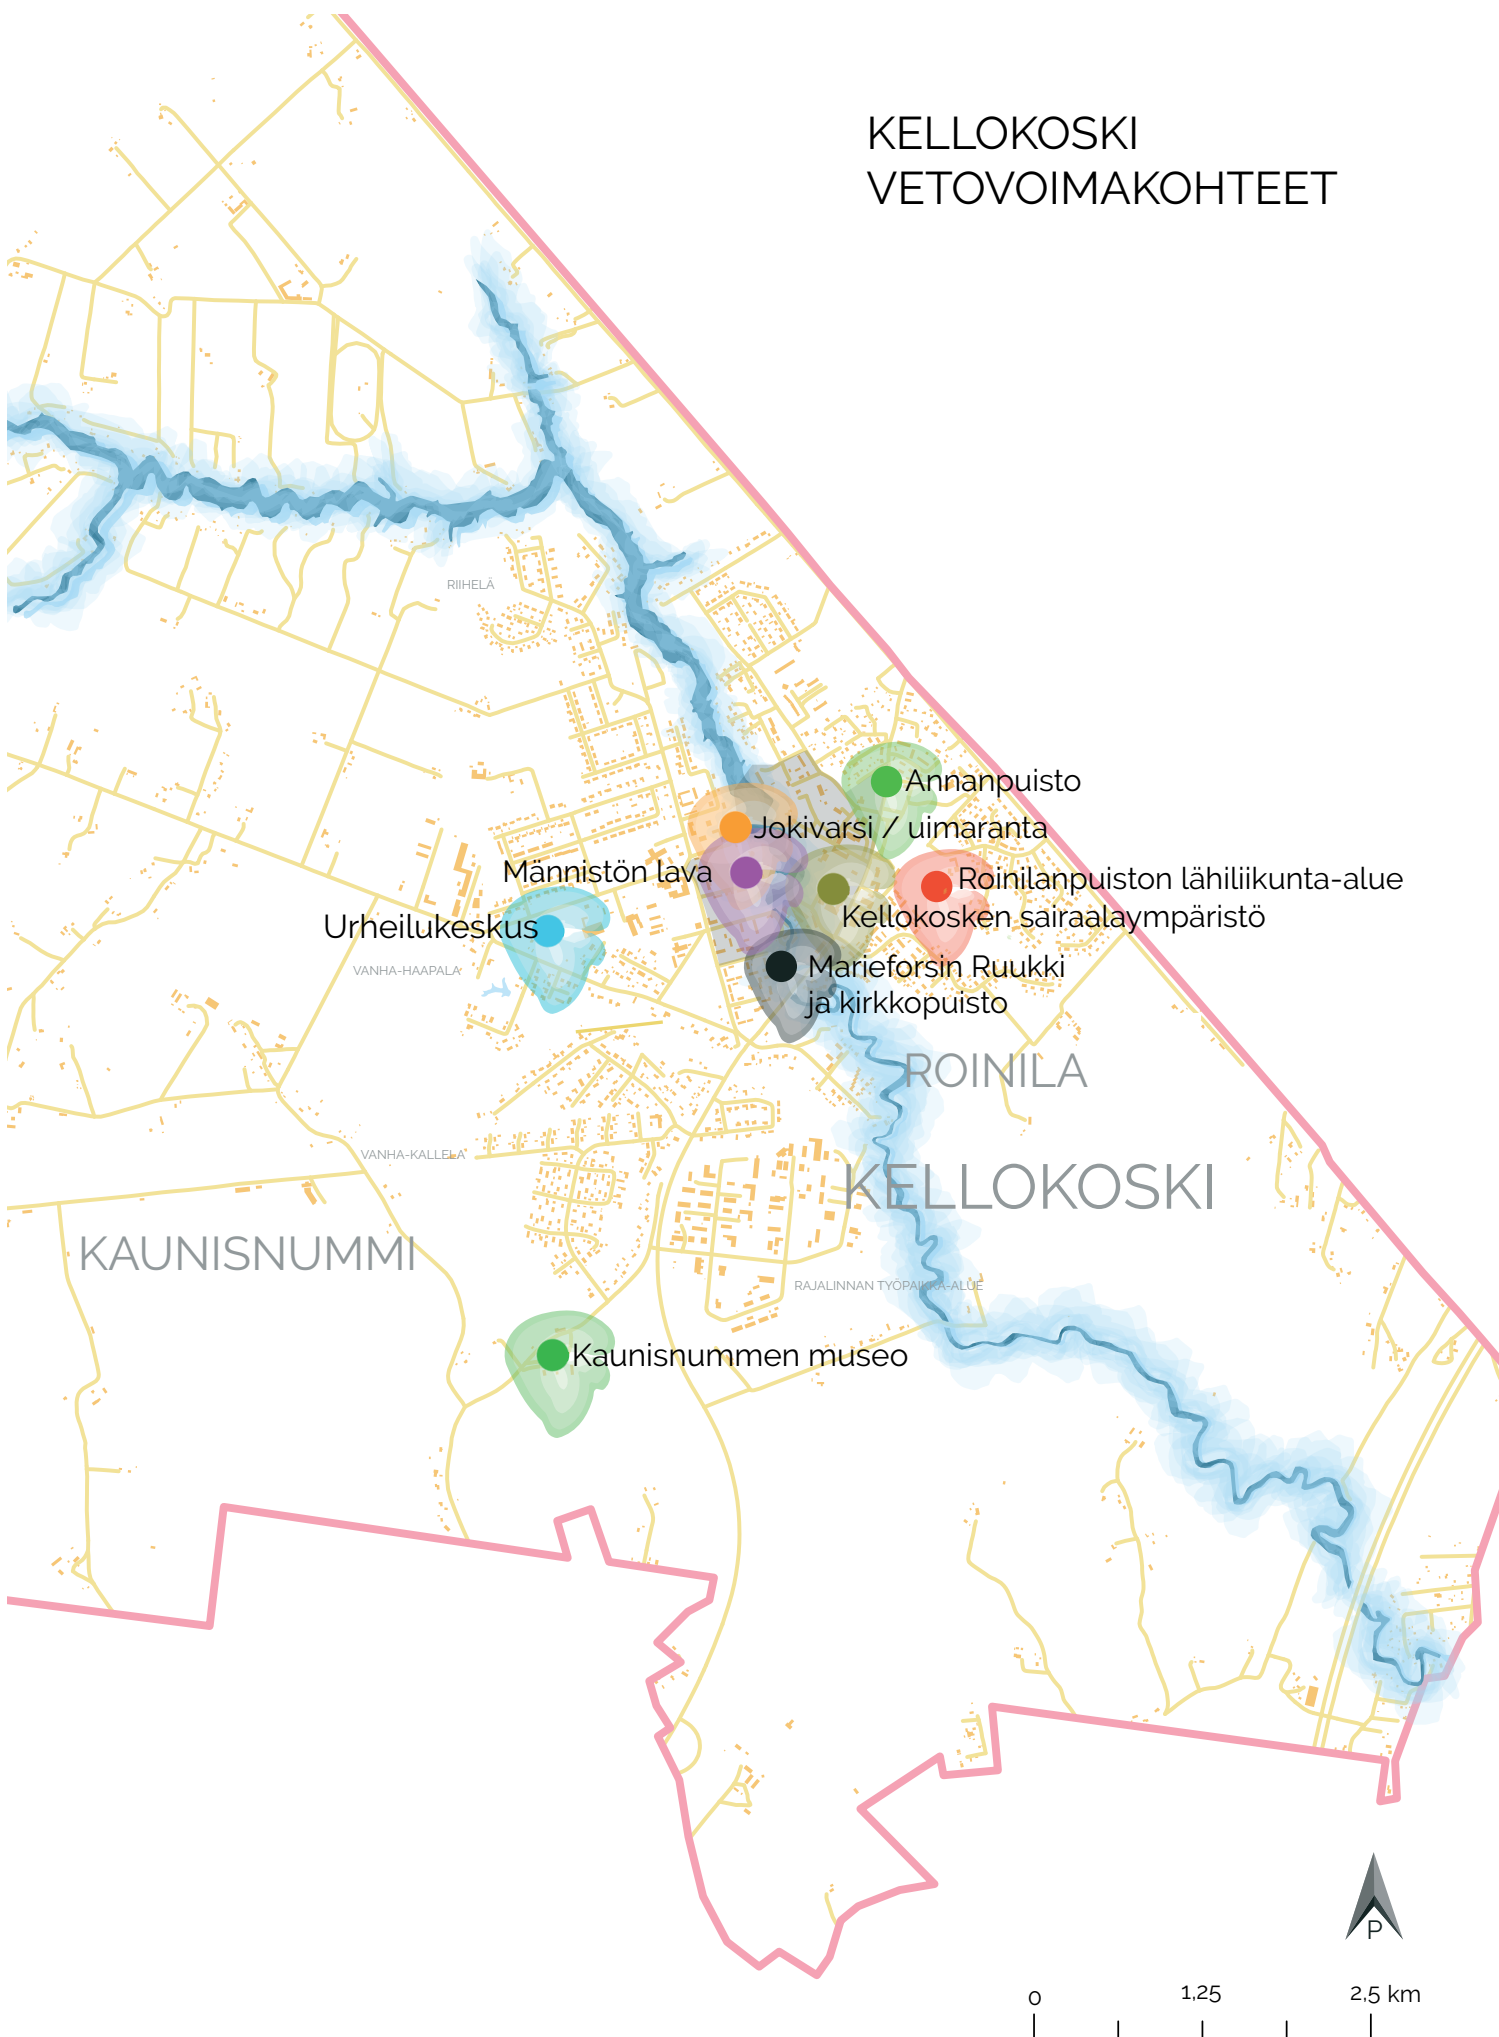 KELLOKOSKI
VETOVOIMAKOHTEET
RIIHELÄ
Annanpuisto
Jokivarsi / uimaranta
Männistön lava
Roinilanpuiston lähiliikunta-alue
Kellokosken sairaalaympäristö
Urheilukeskus
VANHA-HAAPALA
Marieforsin Ruukki
ja kirkkopuisto
ROINILA
VANHA-KALLELA
KELLOKOSKI
KAUNISNUMMI
RAJALINNAN TYÖPAIKKA-ALUE
Kaunisnummen museo
P
0 1,25 2,5 km